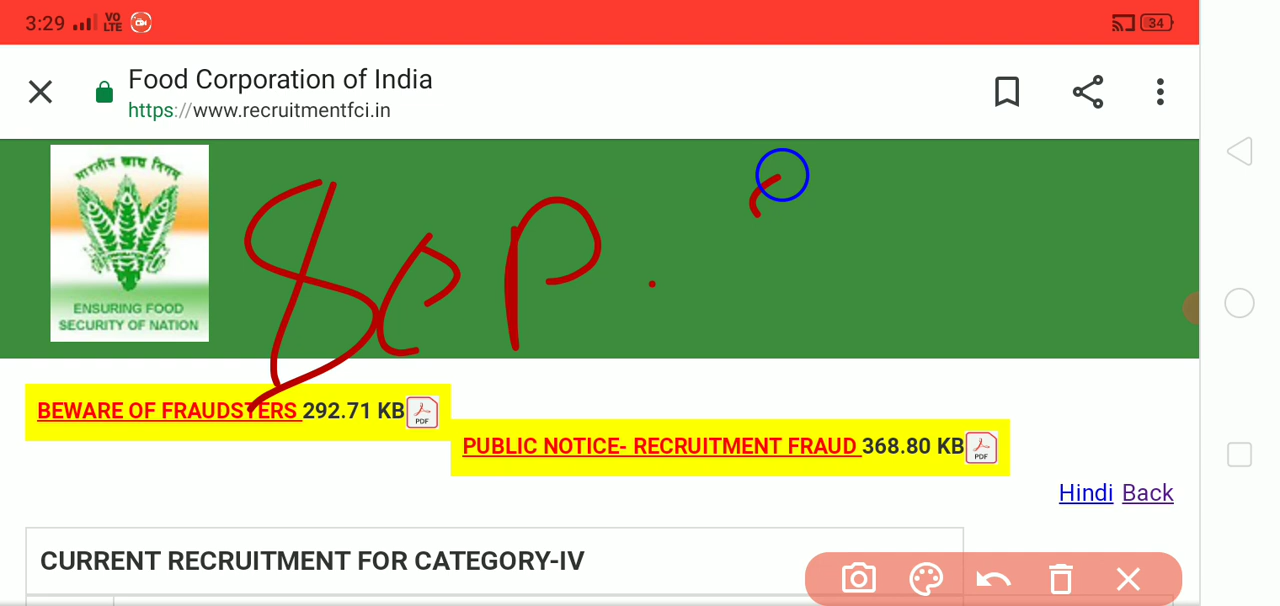 3:29 VO LTE 34
Food Corporation of India
https://www.recruitmentfci.in
भारतीय खाद्य निगम
ENSURING FOOD
SECURITY OF NATION
Sep.
BEWARE OF FRAUDSTERS 292.71 KB PDF
PUBLIC NOTICE- RECRUITMENT FRAUD 368.80 KB PDF
Hindi Back
CURRENT RECRUITMENT FOR CATEGORY-IV